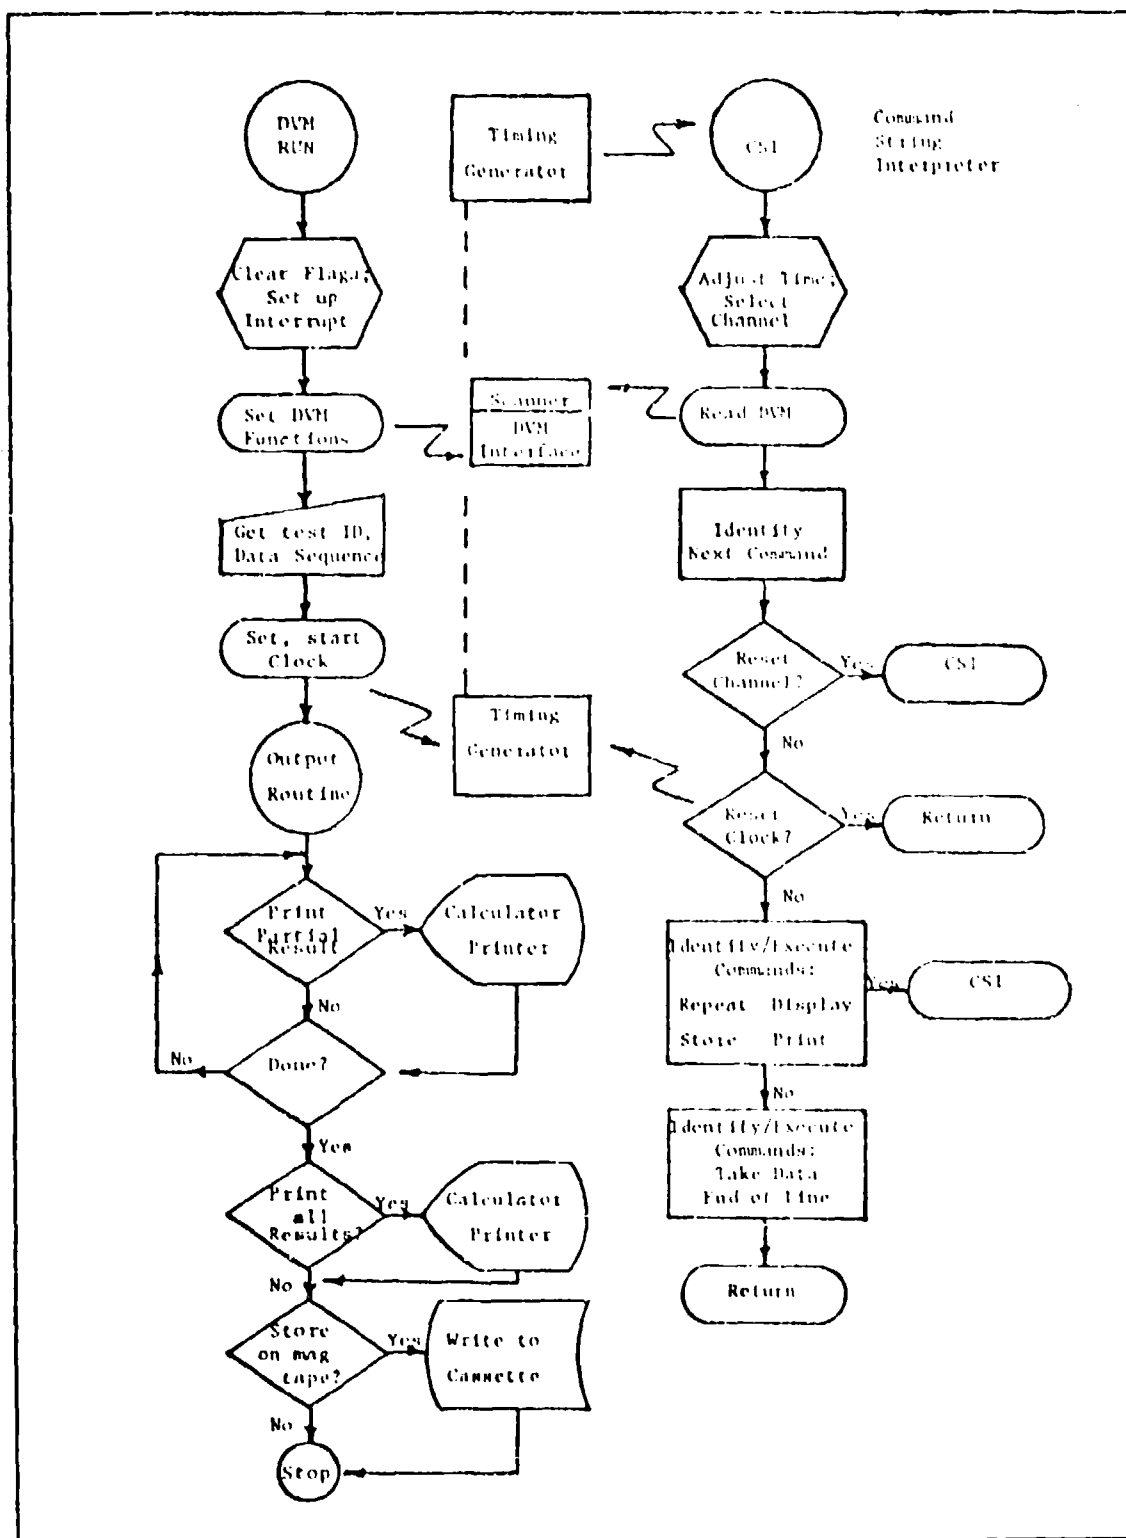 DVM
RUN
Clear Flags;
Set up
Interrupt
Set DVM
Functions
Get test ID,
Data Sequence
Set, start
Clock
Output
Routine
Print
Partial
Result
Yes
Calculator
Printer
No
Done?
No
Yes
Print
all
Results?
Yes
Calculator
Printer
No
Store
on mag
tape?
Yes
Write to
Cassette
No
Stop
Timing
Generator
Scanner
DVM
Interface
Timing
Generator
CSI
Command
String
Interpreter
Adjust Time;
Select
Channel
Read DVM
Identify
Next Command
Reset
Channel?
Yes
CSI
No
Reset
Clock?
Yes
Return
No
Identify/Execute
Commands:
Repeat Display
Store Print
Yes
CSI
No
Identify/Execute
Commands:
Take Data
End of Line
Return